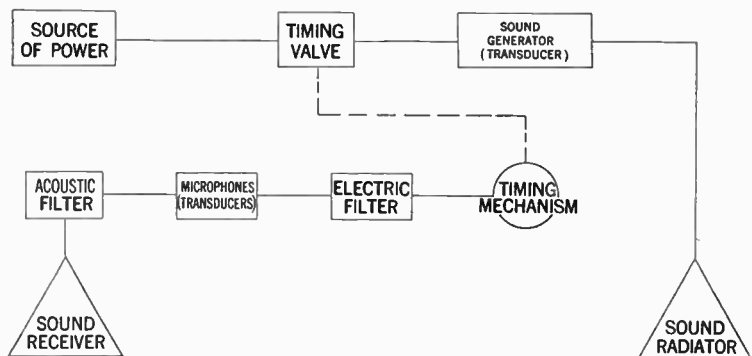 SOURCE
OF POWER
TIMING
VALVE
SOUND
GENERATOR
(TRANSDUCER)
ACOUSTIC
FILTER
MICROPHONES
(TRANSDUCERS)
ELECTRIC
FILTER
TIMING
MECHANISM
SOUND
RECEIVER
SOUND
RADIATOR